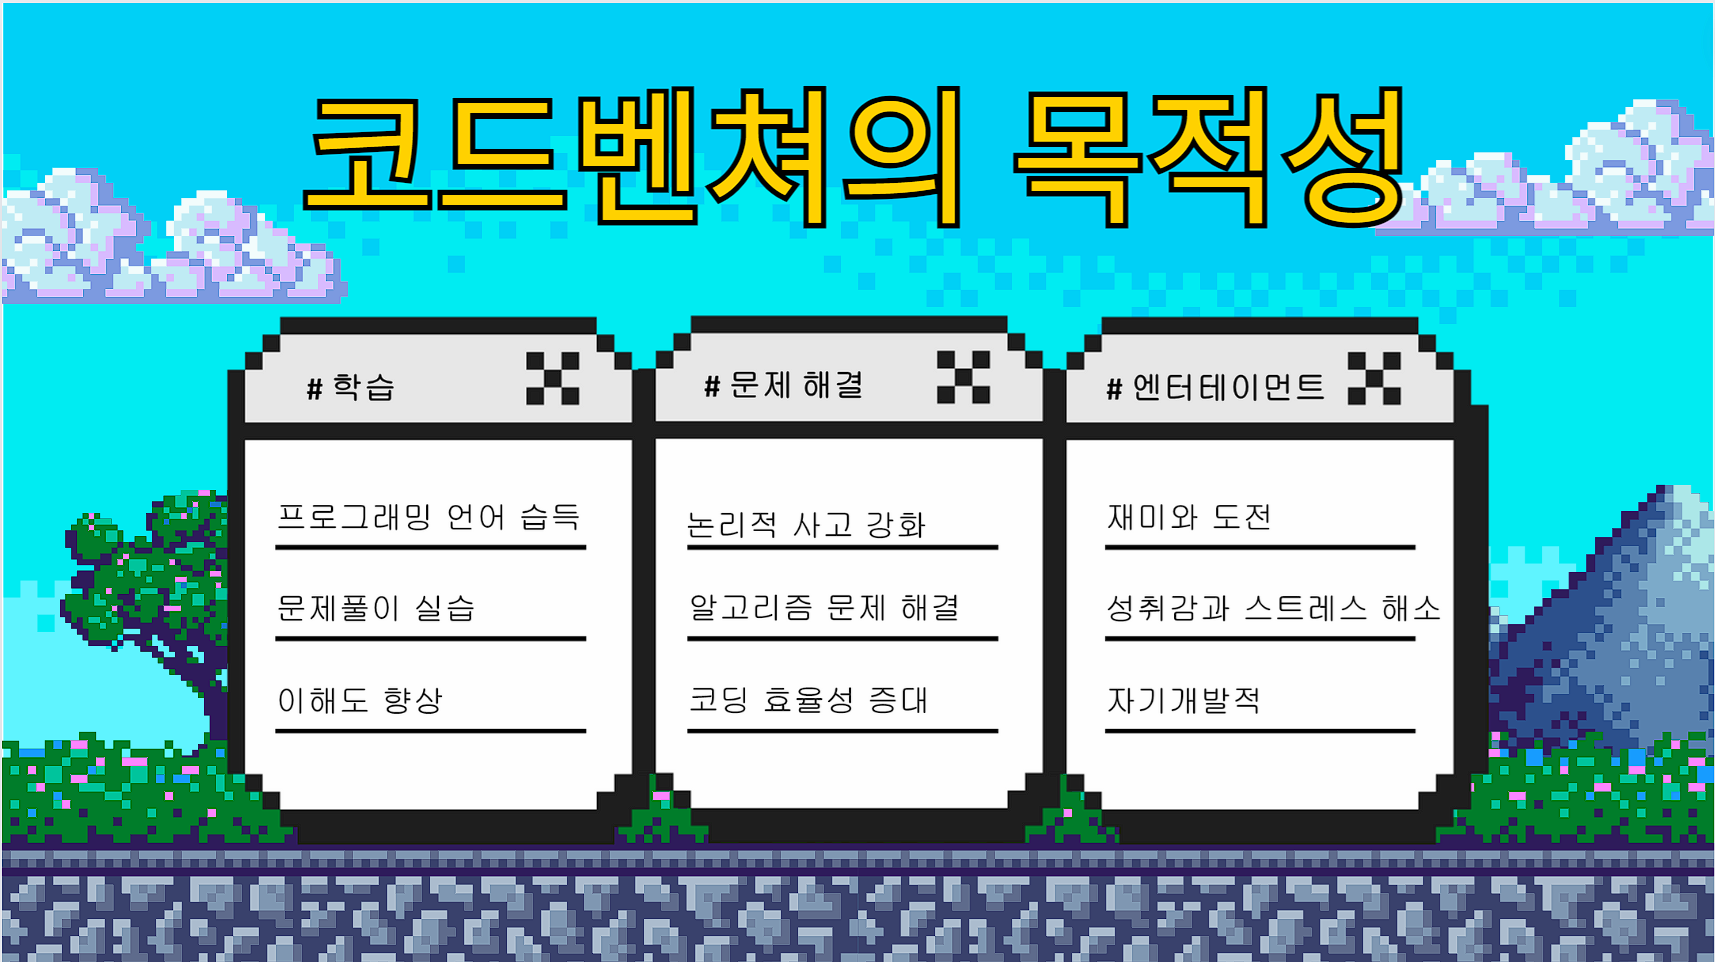 코드벤쳐의 목적성
# 학습
프로그래밍 언어 습득
문제풀이 실습
이해도 향상
# 문제 해결
논리적 사고 강화
알고리즘 문제 해결
코딩 효율성 증대
# 엔터테이먼트
재미와 도전
성취감과 스트레스 해소
자기개발적